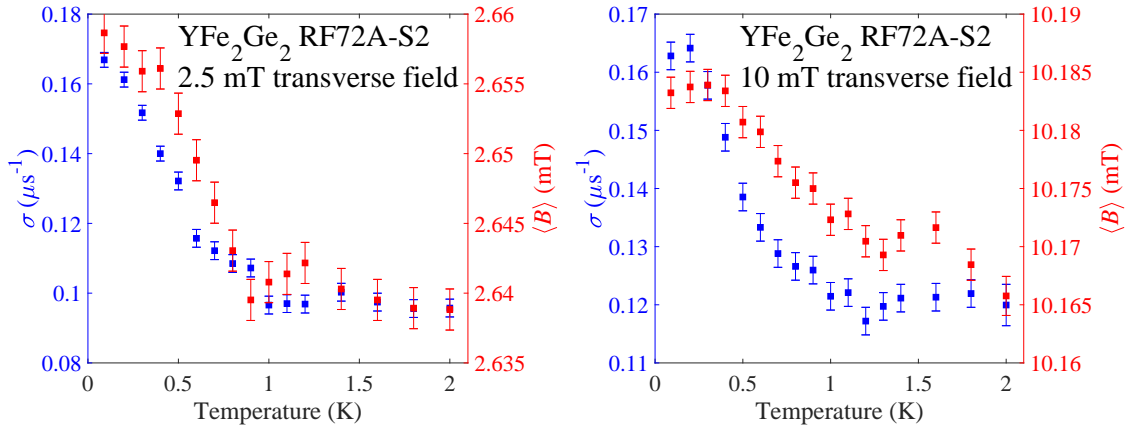 YFe₂Ge₂ RF72A-S2
2.5 mT transverse field
0.18
0.16
0.14
0.12
0.1
0.08
σ (μs⁻¹)
2.66
2.655
2.65
2.645
2.64
2.635
⟨B⟩ (mT)
0 0.5 1 1.5 2
Temperature (K)
YFe₂Ge₂ RF72A-S2
10 mT transverse field
0.17
0.16
0.15
0.14
0.13
0.12
0.11
σ (μs⁻¹)
10.19
10.185
10.18
10.175
10.17
10.165
10.16
⟨B⟩ (mT)
0 0.5 1 1.5 2
Temperature (K)